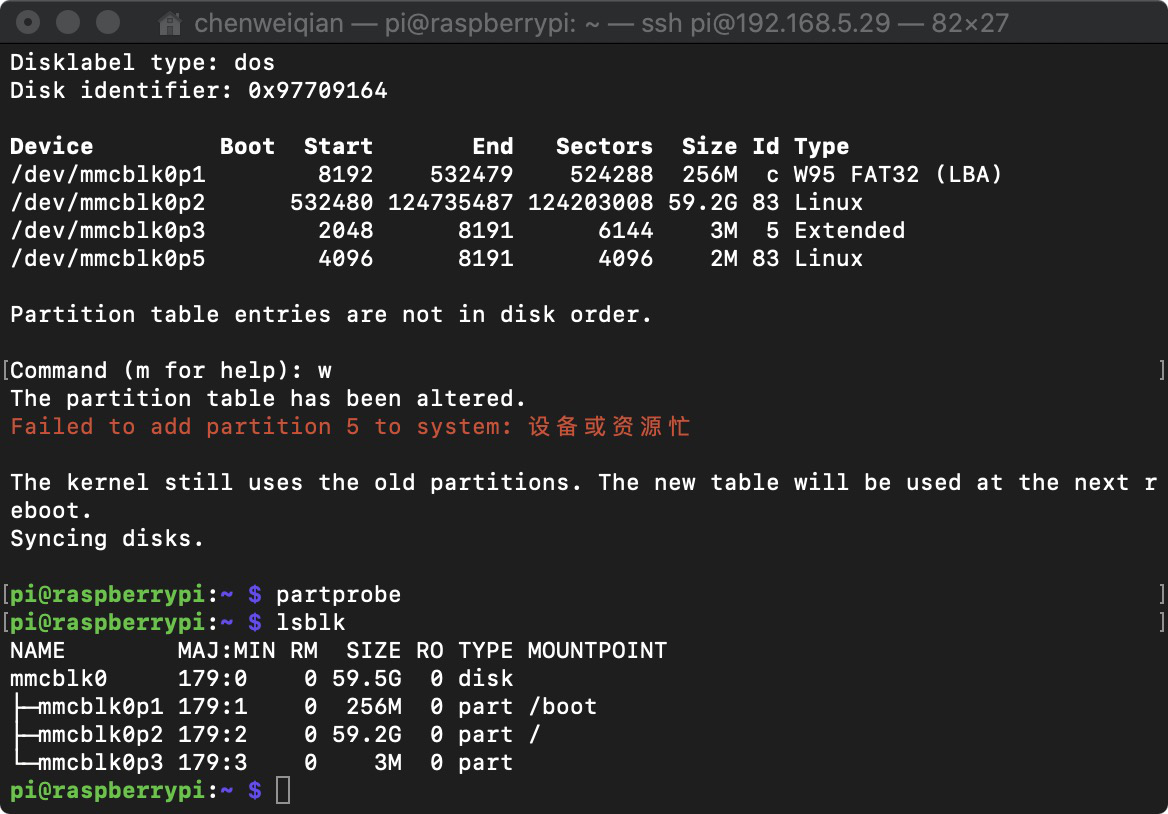 chenweiqian — pi@raspberrypi: ~ — ssh pi@192.168.5.29 — 82×27
Disklabel type: dos
Disk identifier: 0x97709164
Device         Boot  Start       End   Sectors  Size Id Type
/dev/mmcblk0p1        8192    532479    524288  256M  c W95 FAT32 (LBA)
/dev/mmcblk0p2      532480 124735487 124203008 59.2G 83 Linux
/dev/mmcblk0p3        2048      8191      6144    3M  5 Extended
/dev/mmcblk0p5        4096      8191      4096    2M 83 Linux
Partition table entries are not in disk order.
[Command (m for help): w ]
The partition table has been altered.
Failed to add partition 5 to system: 设备或资源忙
The kernel still uses the old partitions. The new table will be used at the next r
eboot.
Syncing disks.
[pi@raspberrypi:~ $ partprobe ]
[pi@raspberrypi:~ $ lsblk ]
NAME        MAJ:MIN RM  SIZE RO TYPE MOUNTPOINT
mmcblk0     179:0    0 59.5G  0 disk
├─mmcblk0p1 179:1    0  256M  0 part /boot
├─mmcblk0p2 179:2    0 59.2G  0 part /
└─mmcblk0p3 179:3    0    3M  0 part
pi@raspberrypi:~ $